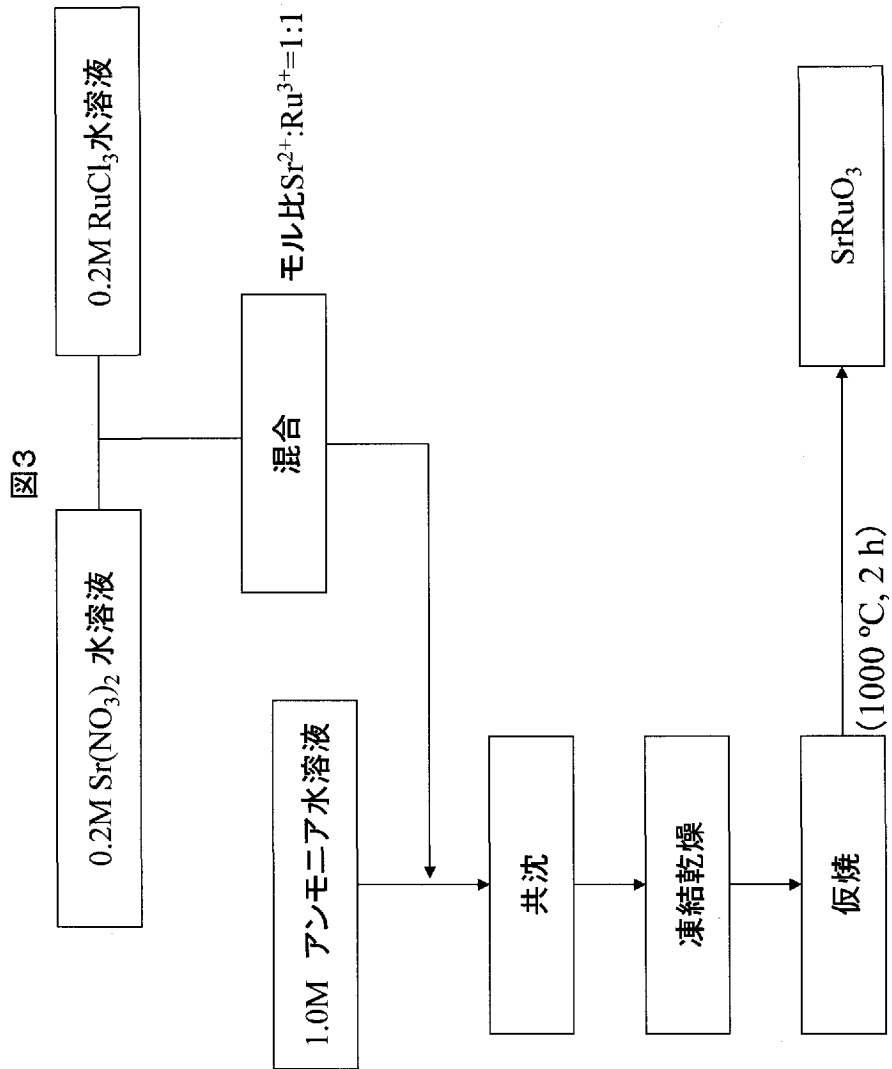 図3
0.2M Sr(NO₃)₂ 水溶液
0.2M RuCl₃水溶液
混合
モル比Sr²⁺:Ru³⁺=1:1
1.0M アンモニア水溶液
共沈
凍結乾燥
仮焼
(1000 ℃, 2 h)
SrRuO₃